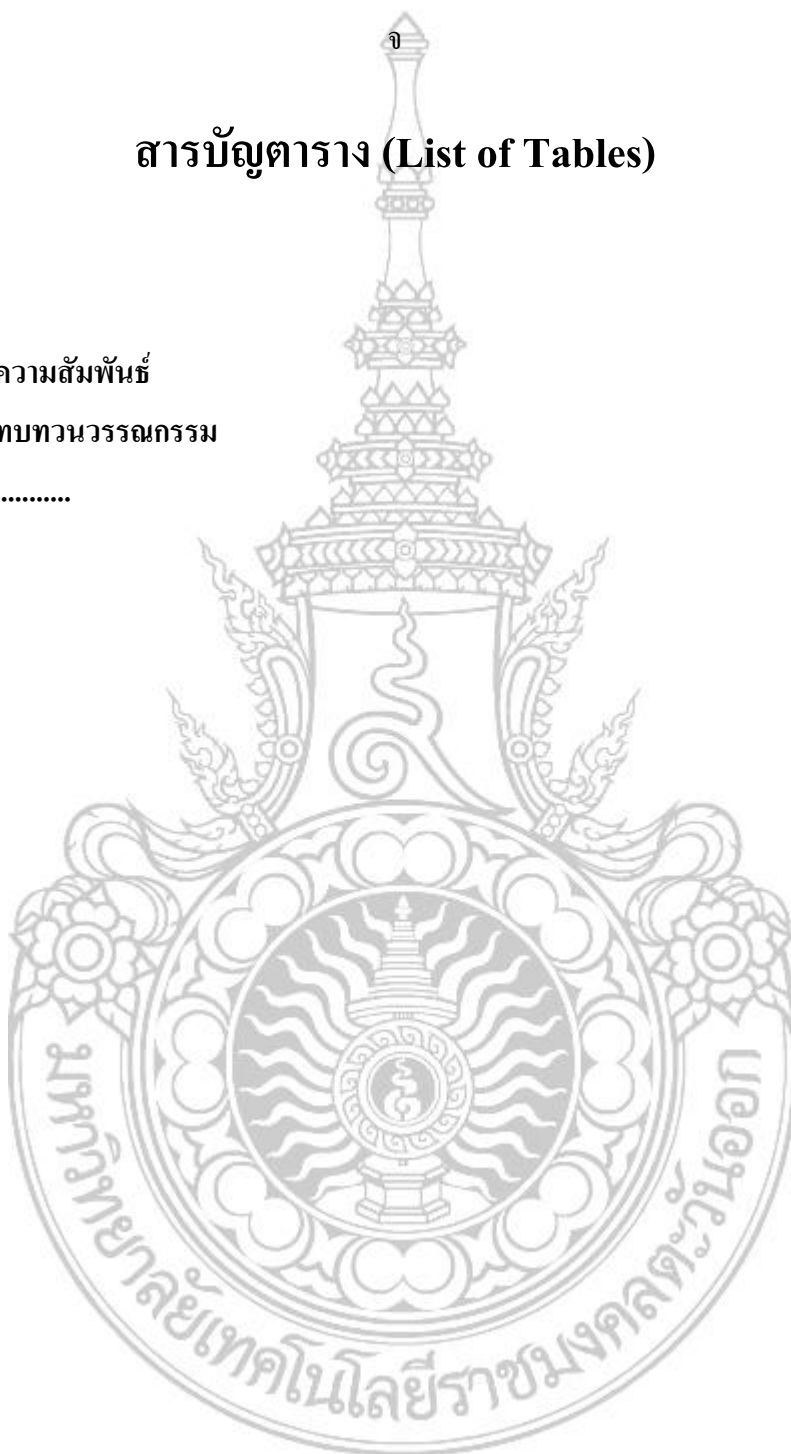 จ
สารบัญตาราง (List of Tables)
ความสัมพันธ์
ทบทวนวรรณกรรม
..........
มหาวิทยาลัยเทคโนโลยีราชมงคลตะวันออก